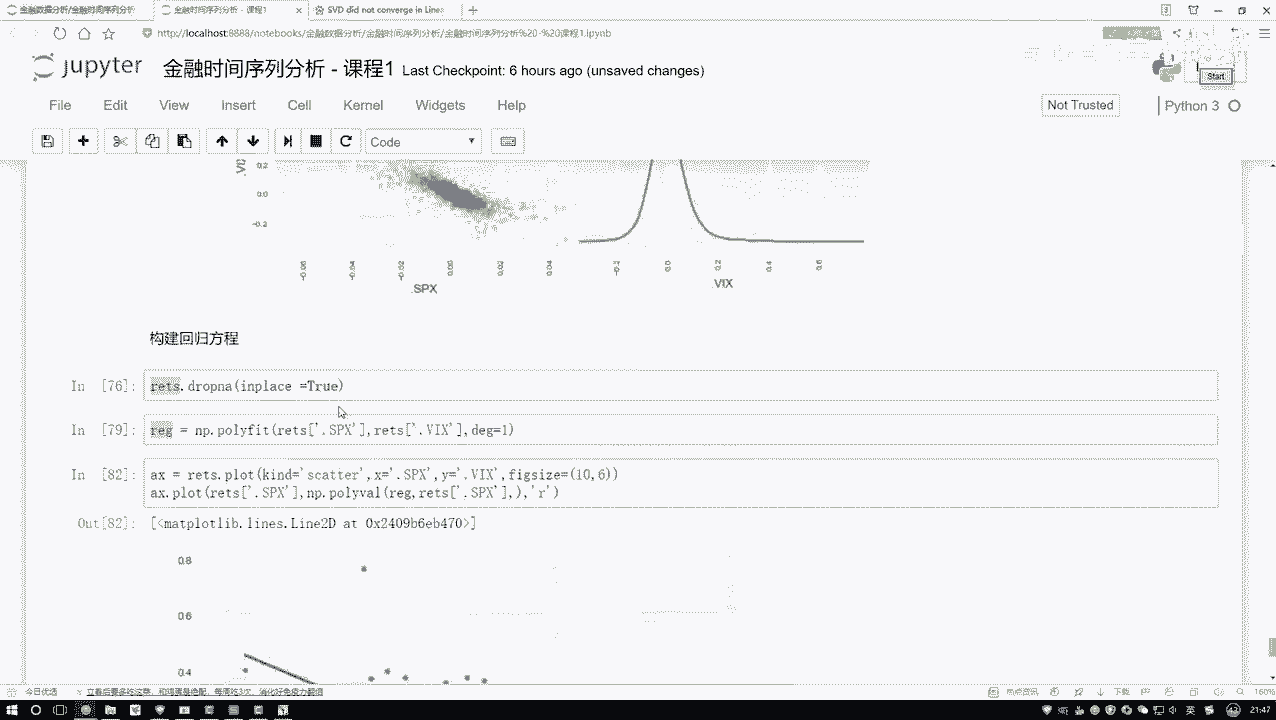 金融数据分析/金融时间序列分析
金融时间序列分析 - 课程1
SVD did not converge in Line
http://localhost:8888/notebooks/金融数据分析/金融时间序列分析/金融时间序列分析%20-%20课程1.ipynb
jupyter 金融时间序列分析 - 课程1 Last Checkpoint: 6 hours ago (unsaved changes)
Start
File Edit View Insert Cell Kernel Widgets Help
Not Trusted Python 3
Code
0.2
0.0
-0.2
-0.06 -0.04 -0.02 0.00 0.02 0.04
.SPX
0.0 0.2 0.4 0.6
.VIX
构建回归方程
In [76]: rets.dropna(inplace =True)
In [79]: reg = np.polyfit(rets['.SPX'],rets['.VIX'],deg=1)
In [82]: ax = rets.plot(kind='scatter',x='.SPX',y='.VIX',figsize=(10,6))
ax.plot(rets['.SPX'],np.polyval(reg,rets['.SPX'],),'r')
Out[82]: [<matplotlib.lines.Line2D at 0x2409b6eb470>]
0.8
0.6
0.4
今日优选
热点资讯 下载 160%
英 21:47